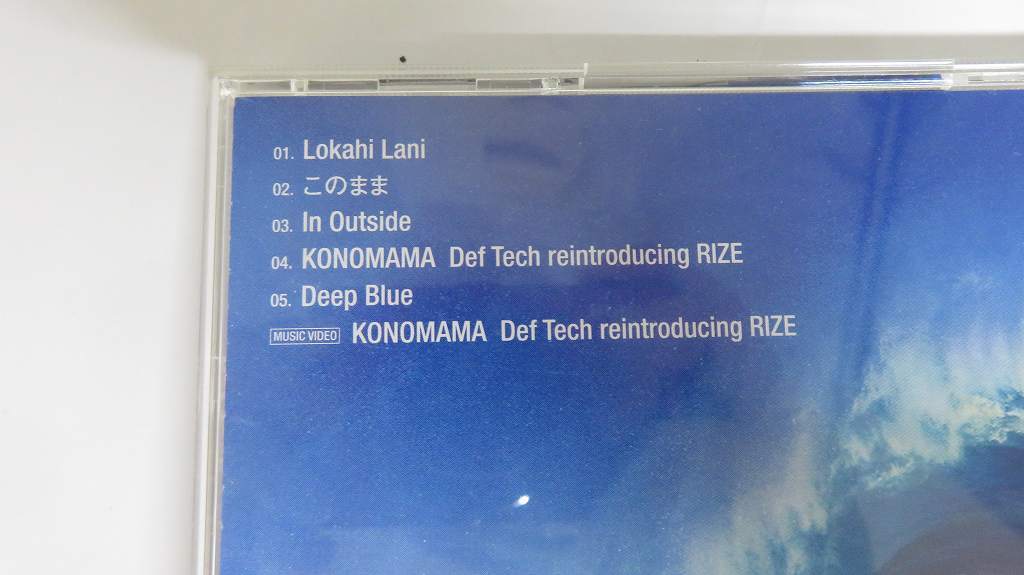 01. Lokahi Lani
02. このまま
03. In Outside
04. KONOMAMA Def Tech reintroducing RIZE
05. Deep Blue
MUSIC VIDEO KONOMAMA Def Tech reintroducing RIZE